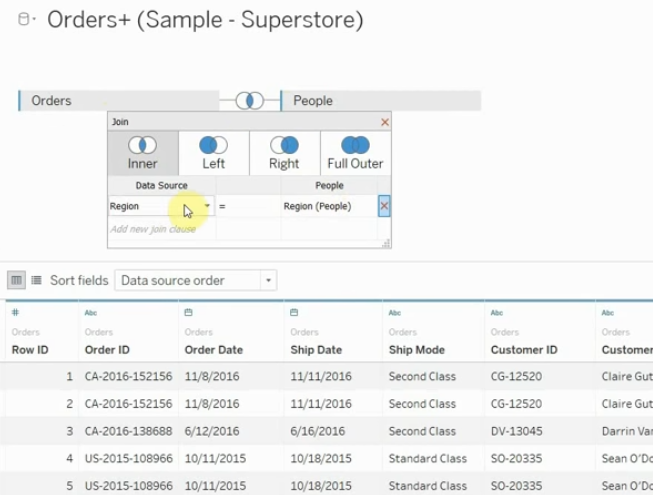 Orders+ (Sample - Superstore)
Orders People
Join
Inner Left Right Full Outer
Data Source People
Region = Region (People)
Add new join clause
Sort fields Data source order
# Abc Abc Abc Abc
Orders Orders Orders Orders Orders Orders Orders
Row ID Order ID Order Date Ship Date Ship Mode Customer ID Customer
1 CA-2016-152156 11/8/2016 11/11/2016 Second Class CG-12520 Claire Gut
2 CA-2016-152156 11/8/2016 11/11/2016 Second Class CG-12520 Claire Gut
3 CA-2016-138688 6/12/2016 6/16/2016 Second Class DV-13045 Darrin Van
4 US-2015-108966 10/11/2015 10/18/2015 Standard Class SO-20335 Sean O'Do
5 US-2015-108966 10/11/2015 10/18/2015 Standard Class SO-20335 Sean O'Do